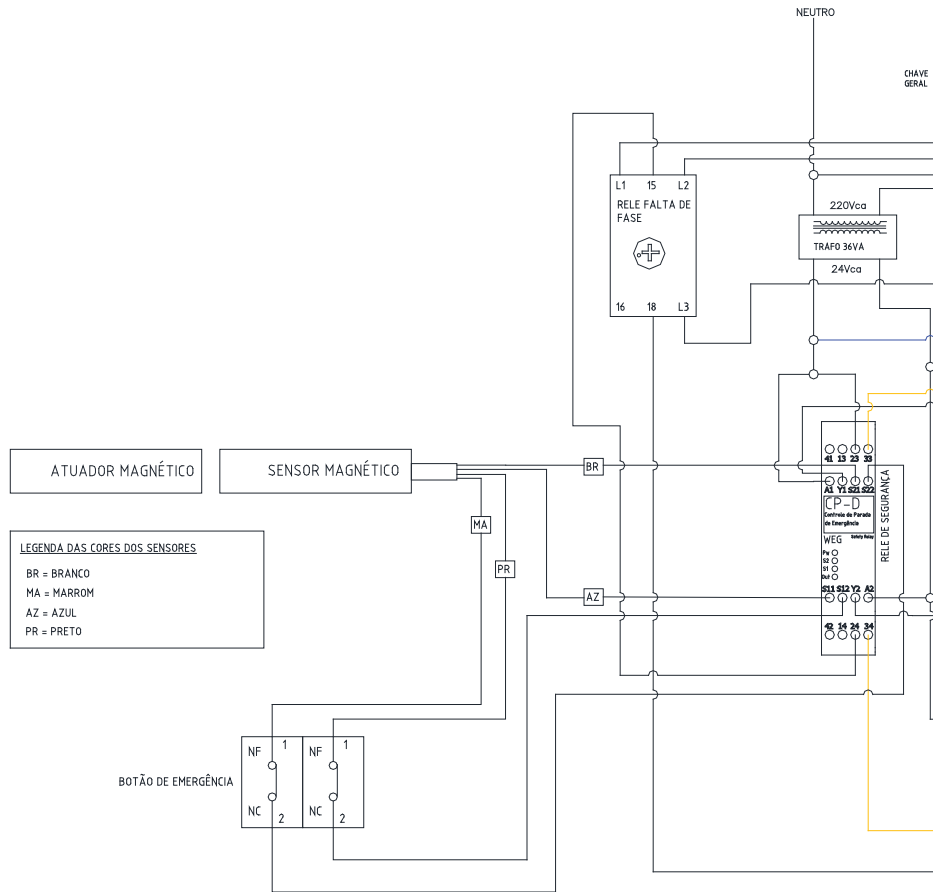 NEUTRO
CHAVE
GERAL
L1 15 L2
RELE FALTA DE
FASE
16 18 L3
220Vca
TRAFO 36VA
24Vca
ATUADOR MAGNÉTICO
SENSOR MAGNÉTICO
BR
MA
PR
AZ
LEGENDA DAS CORES DOS SENSORES
BR = BRANCO
MA = MARROM
AZ = AZUL
PR = PRETO
41 13 23 33
A1 Y1 S21 S22
CP-D
Controle de Parada
de Emergência
WEG
Safety Relay
Pw
S2
S1
Out
S11 S12 Y2 A2
42 14 24 34
RELE DE SEGURANÇA
BOTÃO DE EMERGÊNCIA
NF 1 NF 1
NC 2 NC 2